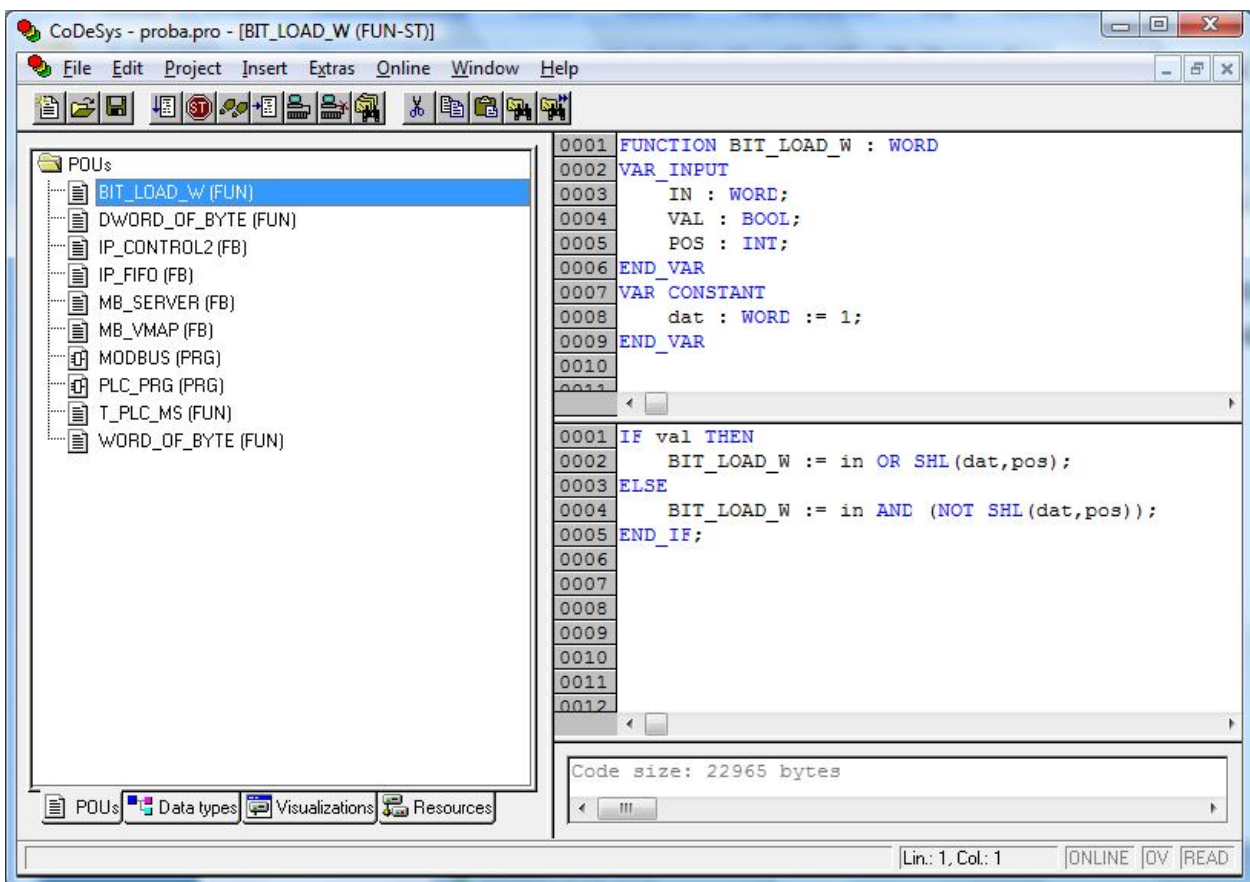 CoDeSys - proba.pro - [BIT_LOAD_W (FUN-ST)]
File Edit Project Insert Extras Online Window Help
POUs
BIT_LOAD_W (FUN)
DWORD_OF_BYTE (FUN)
IP_CONTROL2 (FB)
IP_FIFO (FB)
MB_SERVER (FB)
MB_VMAP (FB)
MODBUS (PRG)
PLC_PRG (PRG)
T_PLC_MS (FUN)
WORD_OF_BYTE (FUN)
POUs Data types Visualizations Resources
0001 FUNCTION BIT_LOAD_W : WORD
0002 VAR_INPUT
0003 IN : WORD;
0004 VAL : BOOL;
0005 POS : INT;
0006 END_VAR
0007 VAR CONSTANT
0008 dat : WORD := 1;
0009 END_VAR
0010
0011
0001 IF val THEN
0002 BIT_LOAD_W := in OR SHL(dat,pos);
0003 ELSE
0004 BIT_LOAD_W := in AND (NOT SHL(dat,pos));
0005 END_IF;
0006
0007
0008
0009
0010
0011
0012
Code size: 22965 bytes
Lin.: 1, Col.: 1 ONLINE OV READ